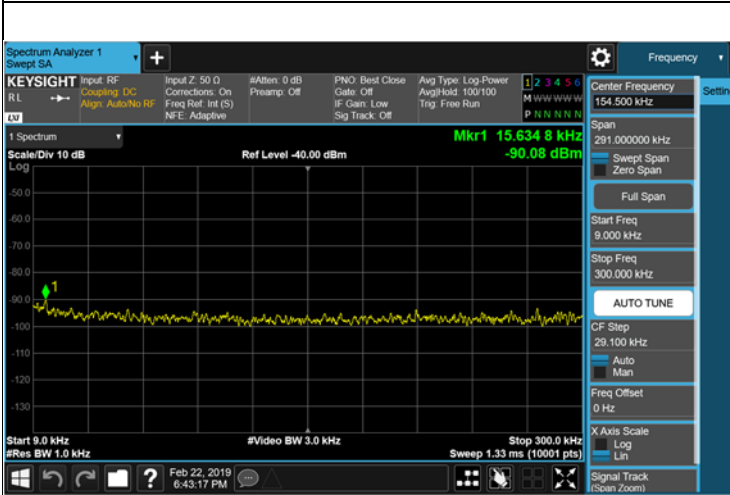 Spectrum Analyzer 1
Swept SA
Frequency
KEYSIGHT
RL
LXI
Input: RF
Coupling: DC
Align: Auto/No RF
Input Z: 50 Ω
Corrections: On
Freq Ref: Int (S)
NFE: Adaptive
#Atten: 0 dB
Preamp: Off
PNO: Best Close
Gate: Off
IF Gain: Low
Sig Track: Off
Avg Type: Log-Power
Avg|Hold: 100/100
Trig: Free Run
1 2 3 4 5 6
M W W W W W
P N N N N N
1 Spectrum
Scale/Div 10 dB
Log
Ref Level -40.00 dBm
Mkr1 15.634 8 kHz
-90.08 dBm
-50.0
-60.0
-70.0
-80.0
1
-90.0
-100
-110
-120
-130
Start 9.0 kHz
#Res BW 1.0 kHz
#Video BW 3.0 kHz
Stop 300.0 kHz
Sweep 1.33 ms (10001 pts)
Feb 22, 2019
6:43:17 PM
Center Frequency
154.500 kHz
Settin
Span
291.000000 kHz
Swept Span
Zero Span
Full Span
Start Freq
9.000 kHz
Stop Freq
300.000 kHz
AUTO TUNE
CF Step
29.100 kHz
Auto
Man
Freq Offset
0 Hz
X Axis Scale
Log
Lin
Signal Track
(Span Zoom)